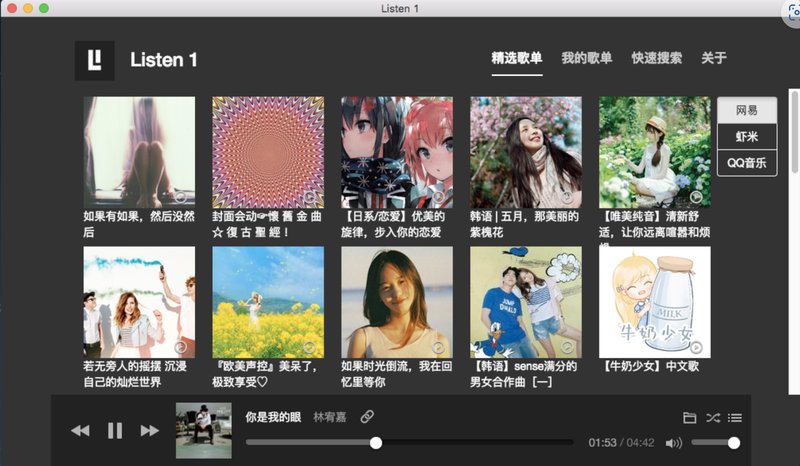 Listen 1
LI
Listen 1
精选歌单 我的歌单 快速搜索 关于
网易
虾米
QQ音乐
如果有如果，然后没然
后
封面会动☞懷 舊 金 曲
☆ 復 古 聖 經！
【日系/恋爱】优美的
旋律，步入你的恋爱
韩语 | 五月，那美丽的
紫槐花
【唯美纯音】清新舒
适，让你远离喧嚣和烦
若无旁人的摇摆 沉浸
自己的灿烂世界
『欧美声控』美呆了，
极致享受♡
如果时光倒流，我在回
忆里等你
JUMP
DONALD
【韩语】sense满分的
男女合作曲［一］
MILK
牛奶少女
【牛奶少女】中文歌
你是我的眼 林宥嘉
01:53 / 04:42